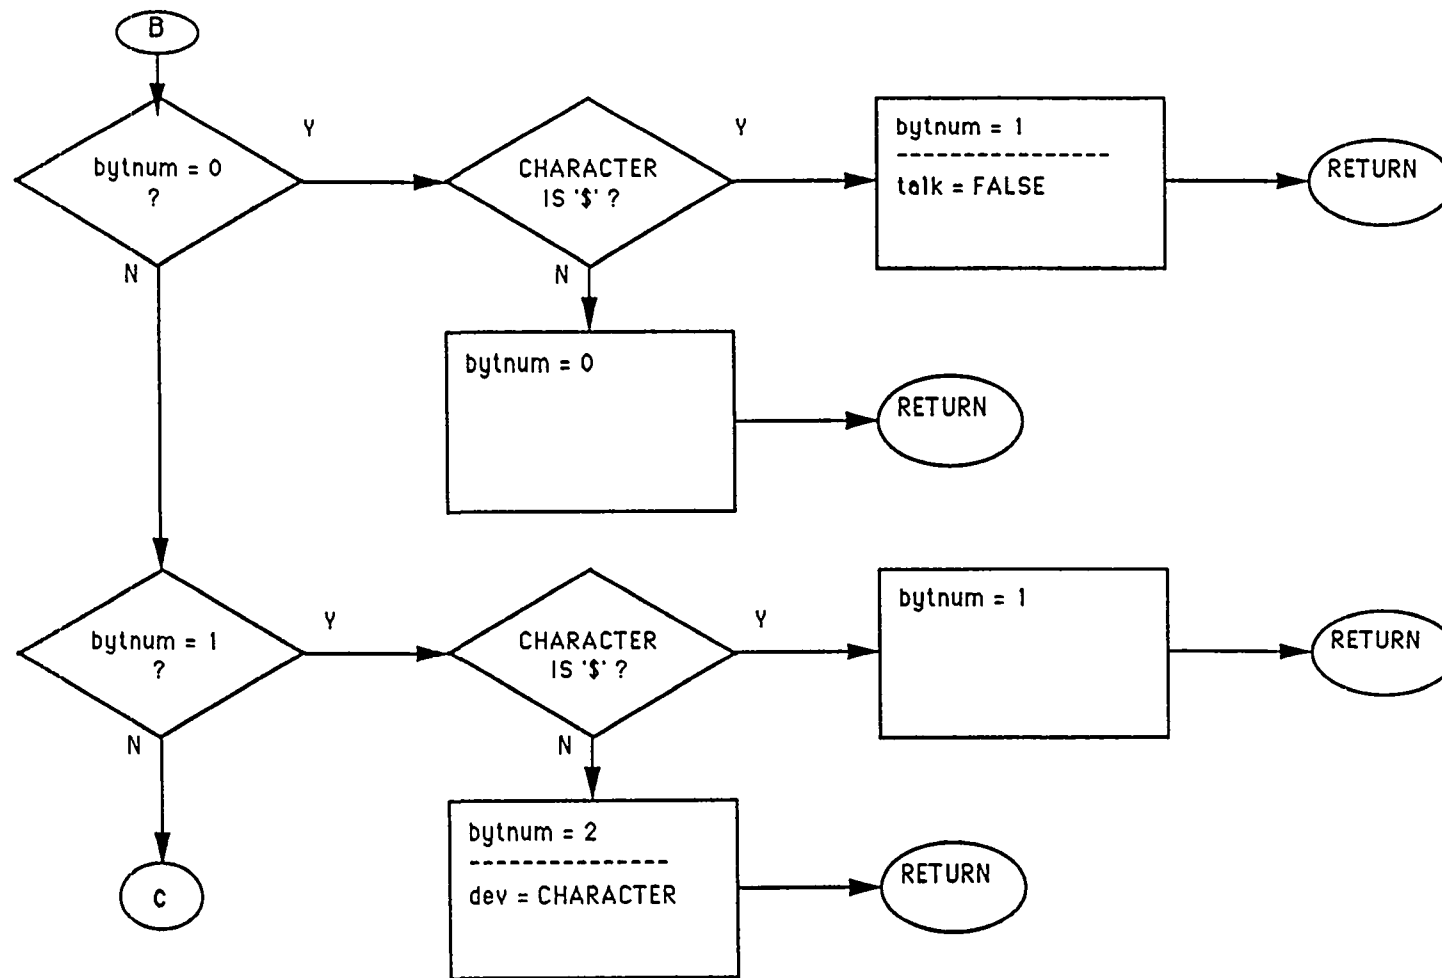 B
bytnum = 0
?
Y
N
CHARACTER
IS '$' ?
Y
N
bytnum = 1
----------------
talk = FALSE
RETURN
bytnum = 0
RETURN
bytnum = 1
?
Y
N
CHARACTER
IS '$' ?
Y
N
bytnum = 1
RETURN
bytnum = 2
---------------
dev = CHARACTER
RETURN
C